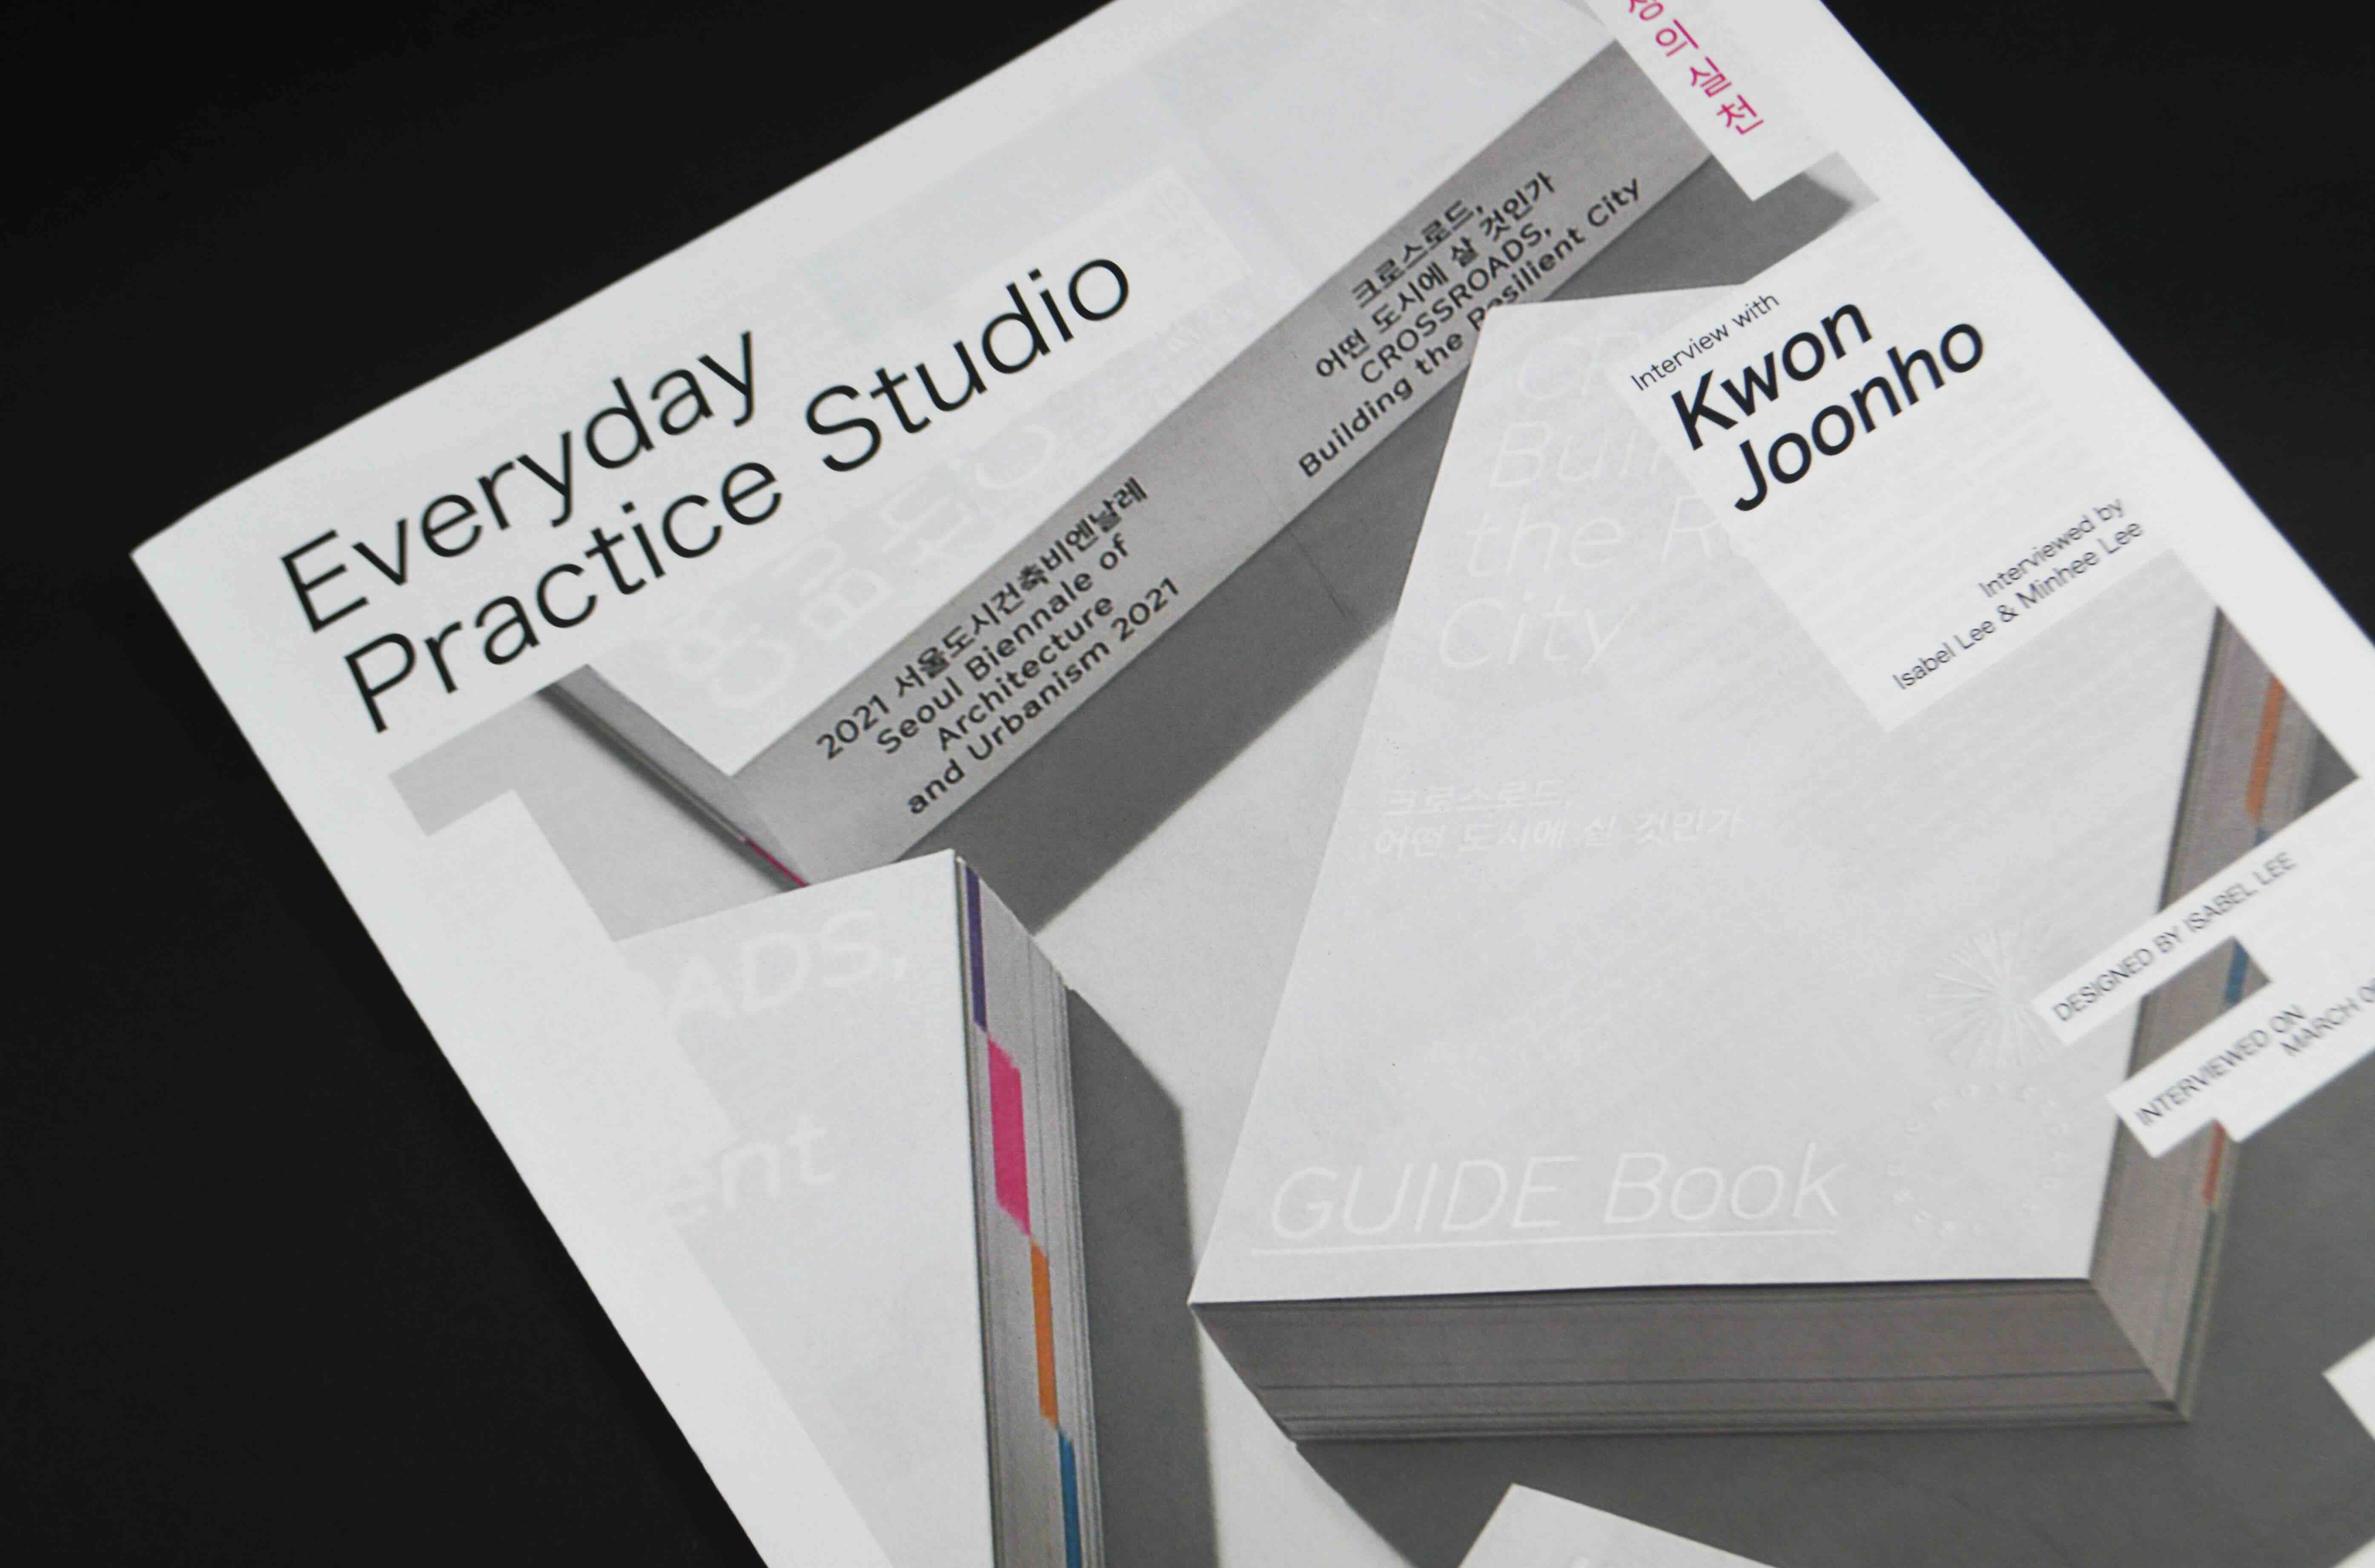 Everyday
Practice Studio
이실천
크로스로드,
어떤 도시에 살 것인가
CROSSROADS,
Building the Resilient City
2021 서울도시건축비엔날레
Seoul Biennale of
Architecture
and Urbanism 2021
Interview with
Kwon
Joonho
Interviewed by
Isabel Lee & Minhee Lee
the R
City
크로스로드,
어떤 도시에 살 것인가
ADS,
ent
GUIDE Book
DESIGNED BY ISABEL LEE
INTERVIEWED ON
MARCH